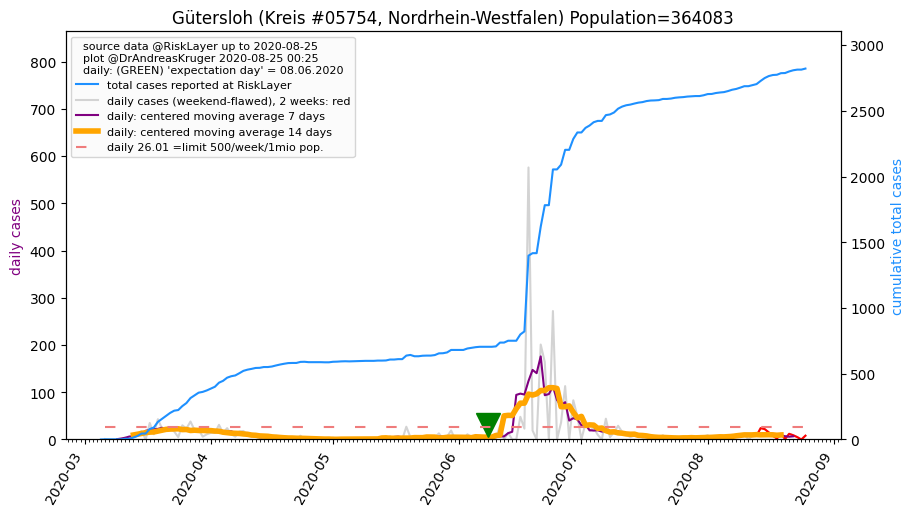 Gütersloh (Kreis #05754, Nordrhein-Westfalen) Population=364083
source data @RiskLayer up to 2020-08-25
plot @DrAndreasKruger 2020-08-25 00:25
daily: (GREEN) 'expectation day' = 08.06.2020
total cases reported at RiskLayer
daily cases (weekend-flawed), 2 weeks: red
daily: centered moving average 7 days
daily: centered moving average 14 days
daily 26.01 =limit 500/week/1mio pop.
daily cases
800
700
600
500
400
300
200
100
0
3000
2500
2000
1500
1000
500
0
cumulative total cases
2020-03
2020-04
2020-05
2020-06
2020-07
2020-08
2020-09